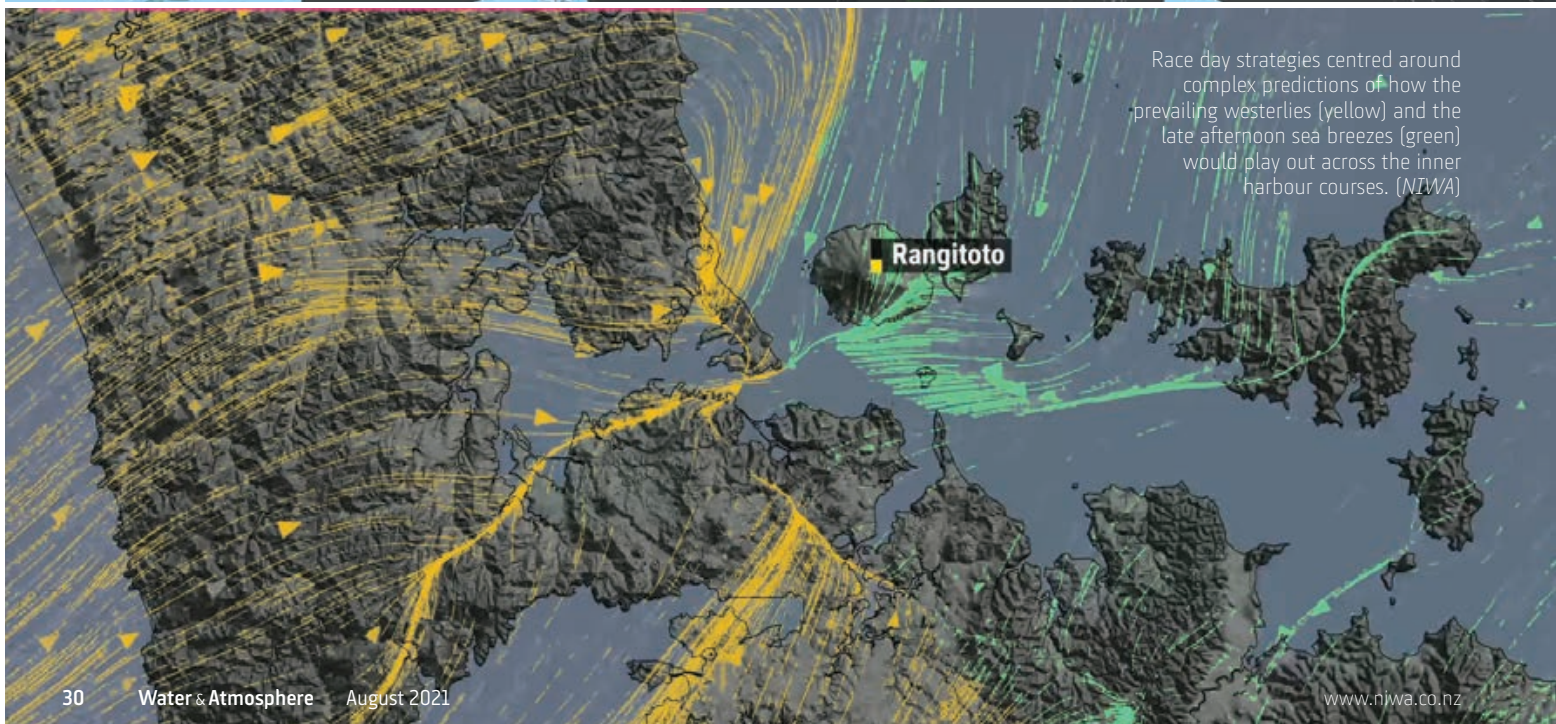 Race day strategies centred around
complex predictions of how the
prevailing westerlies (yellow) and the
late afternoon sea breezes (green)
would play out across the inner
harbour courses. (NIWA)
Rangitoto
30 Water & Atmosphere August 2021 www.niwa.co.nz